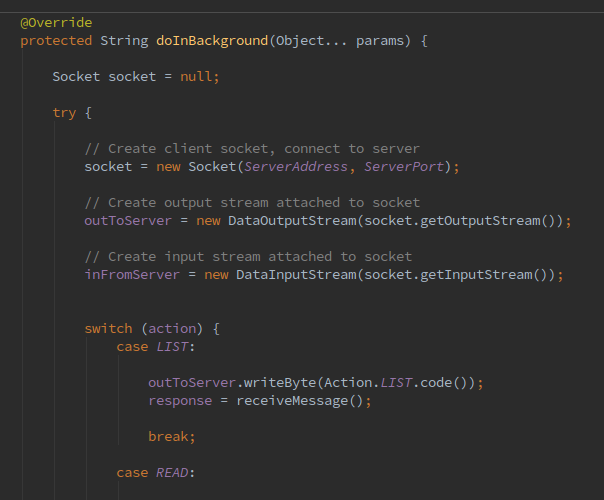 @Override
protected String doInBackground(Object... params) {
Socket socket = null;
try {
// Create client socket, connect to server
socket = new Socket(ServerAddress, ServerPort);
// Create output stream attached to socket
outToServer = new DataOutputStream(socket.getOutputStream());
// Create input stream attached to socket
inFromServer = new DataInputStream(socket.getInputStream());
switch (action) {
case LIST:
outToServer.writeByte(Action.LIST.code());
response = receiveMessage();
break;
case READ: